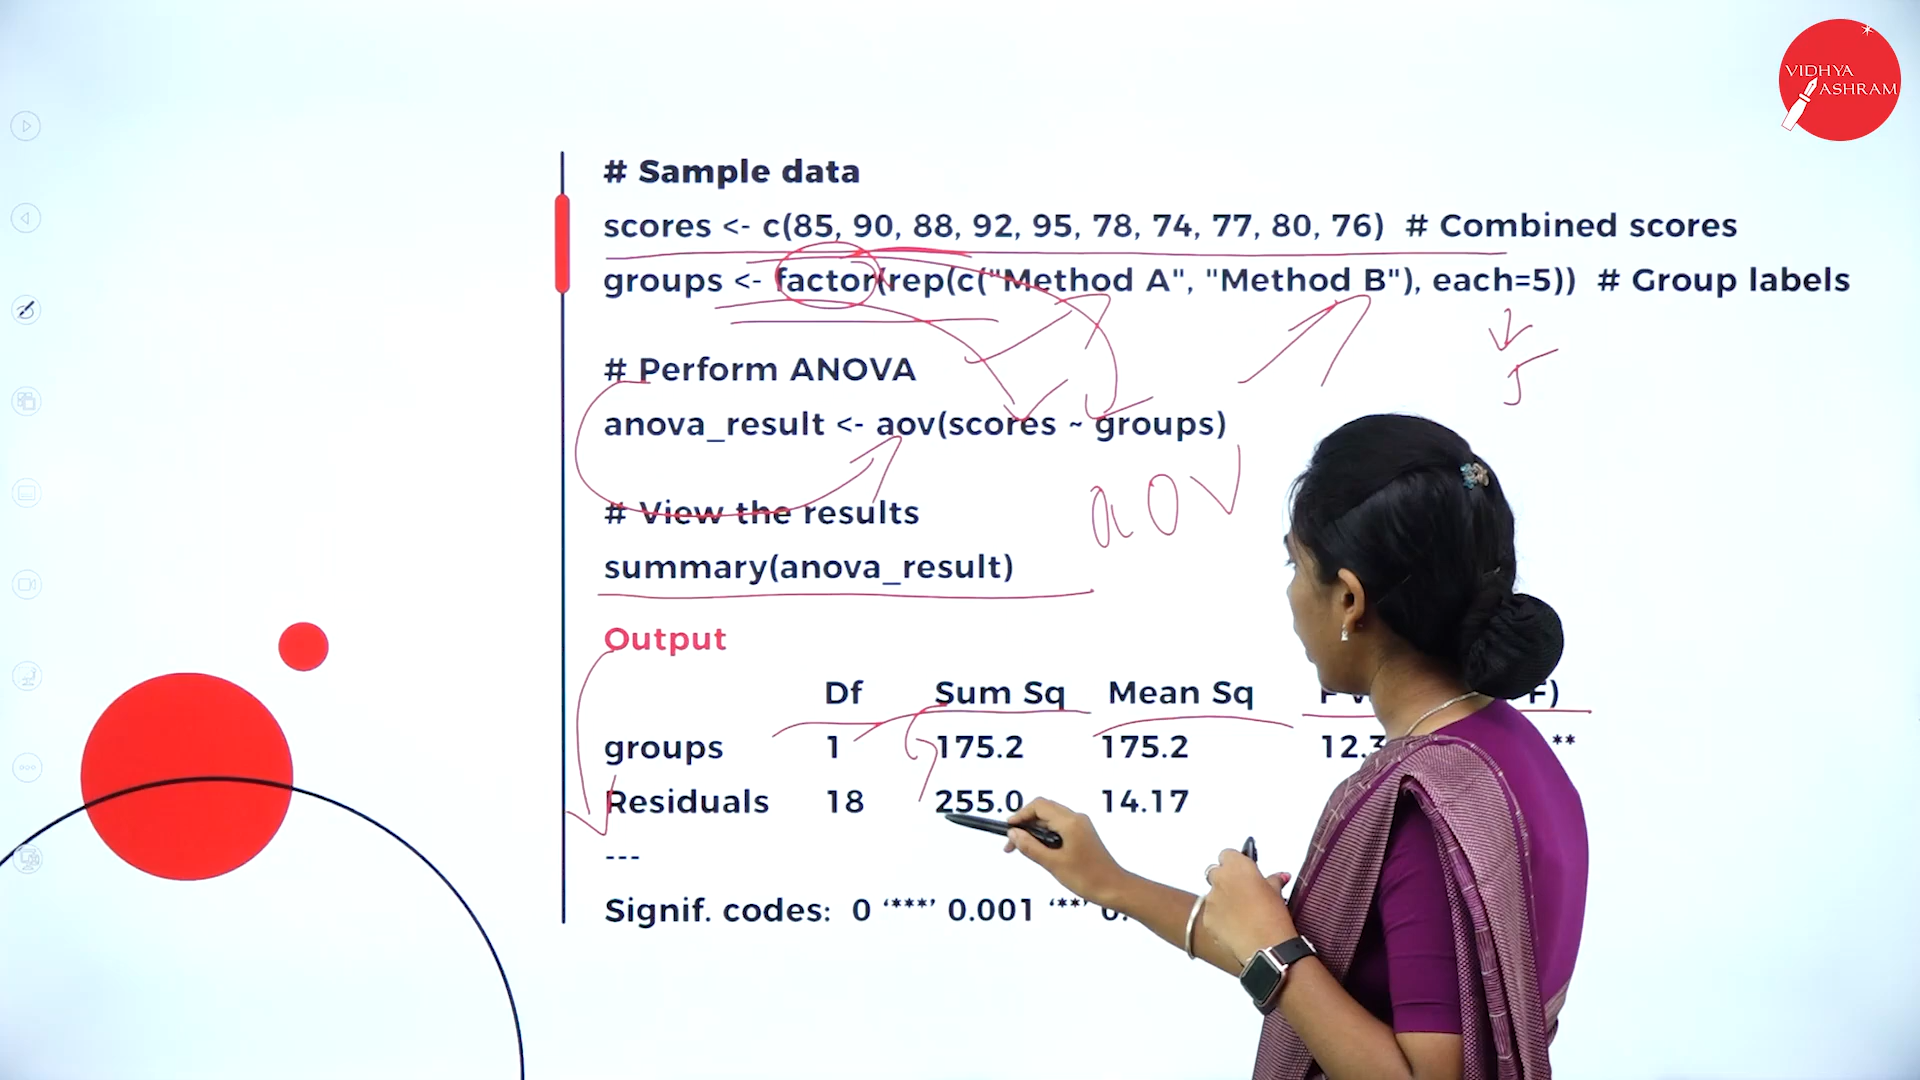 VIDHYA
ASHRAM
# Sample data
scores <- c(85, 90, 88, 92, 95, 78, 74, 77, 80, 76)  # Combined scores
groups <- factor(rep(c("Method A", "Method B"), each=5))  # Group labels
5
# Perform ANOVA
anova_result <- aov(scores ~ groups)
aov
# View the results
summary(anova_result)
Output
Df Sum Sq Mean Sq F) 
groups 1 175.2 175.2 12.3 **
Residuals 18 255.0 14.17
---
Signif. codes: 0 ‘***’ 0.001 ‘**’